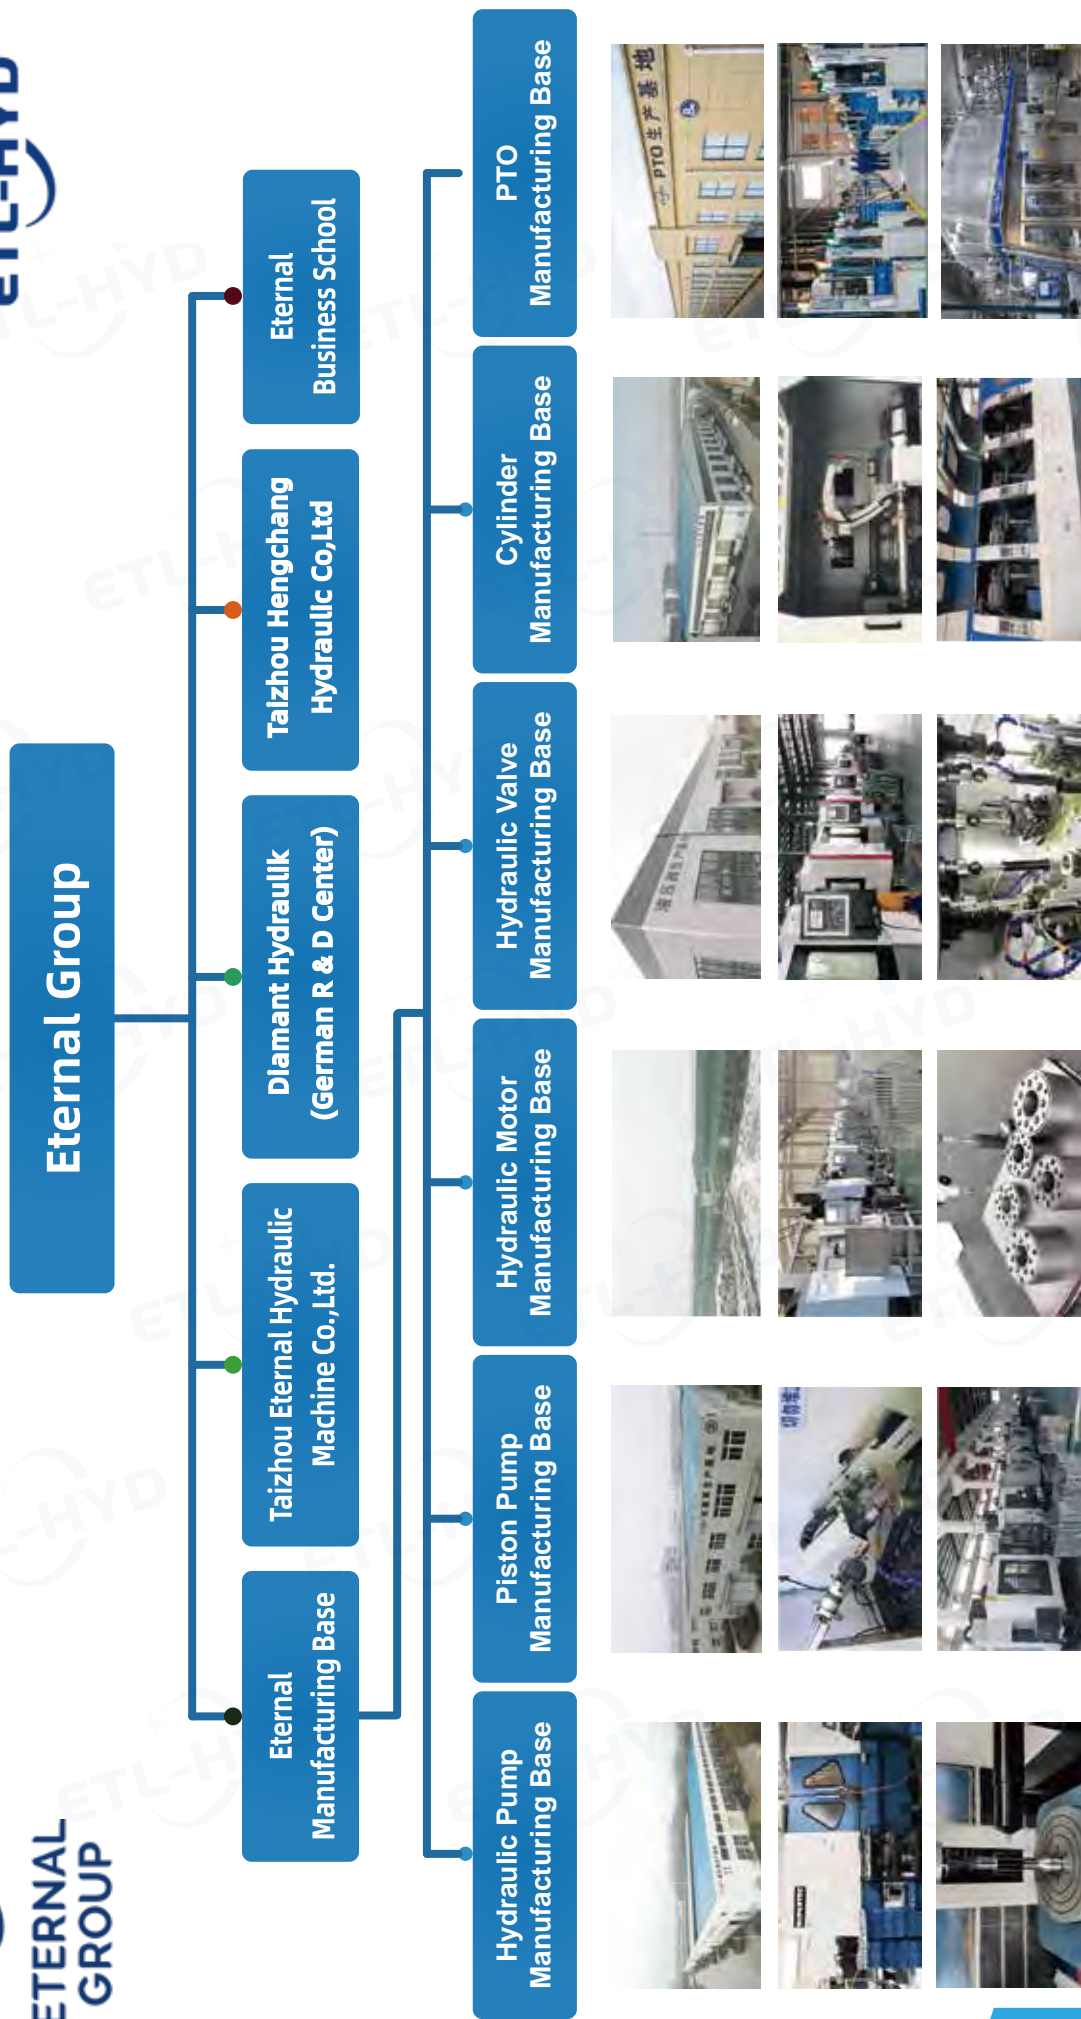 ETERNAL
GROUP
ETL-HYD
Eternal Group
Eternal
Manufacturing Base
Taizhou Eternal Hydraulic
Machine Co.,Ltd.
Diamant Hydraulik
(German R & D Center)
Taizhou Hengchang
Hydraulic Co,Ltd
Eternal
Business School
Hydraulic Pump
Manufacturing Base
Piston Pump
Manufacturing Base
Hydraulic Motor
Manufacturing Base
Hydraulic Valve
Manufacturing Base
Cylinder
Manufacturing Base
PTO
Manufacturing Base
PTO生产基地